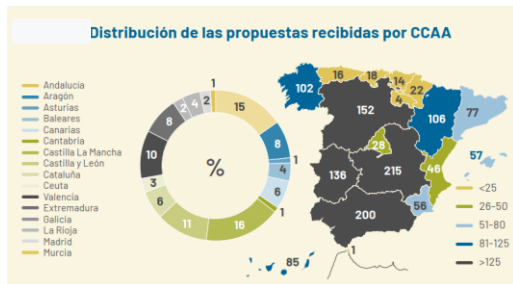 Distribución de las propuestas recibidas por CCAA
Andalucía
Aragón
Asturias
Baleares
Canarias
Cantabria
Castilla La Mancha
Castilla y León
Cataluña
Ceuta
Valencia
Extremadura
Galicia
La Rioja
Madrid
Murcia
1
15
8
1
4
6
1
16
11
6
3
10
8
2
4
2
%
102
16
18
14
22
4
152
106
77
28
57
136
215
46
56
200
85
1
<25
26-50
51-80
81-125
>125